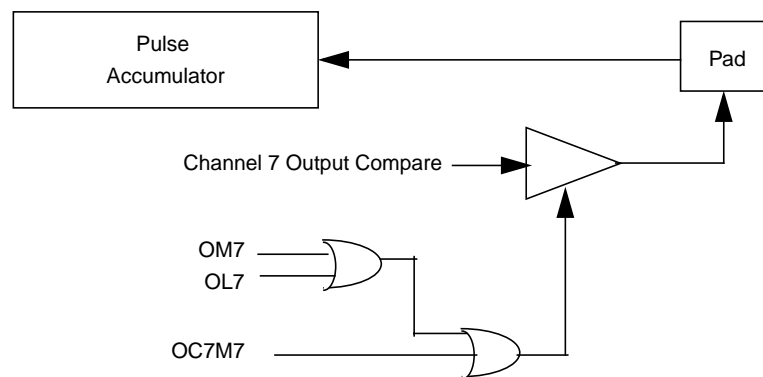 Pulse
Accumulator
Pad
Channel 7 Output Compare
OM7
OL7
OC7M7